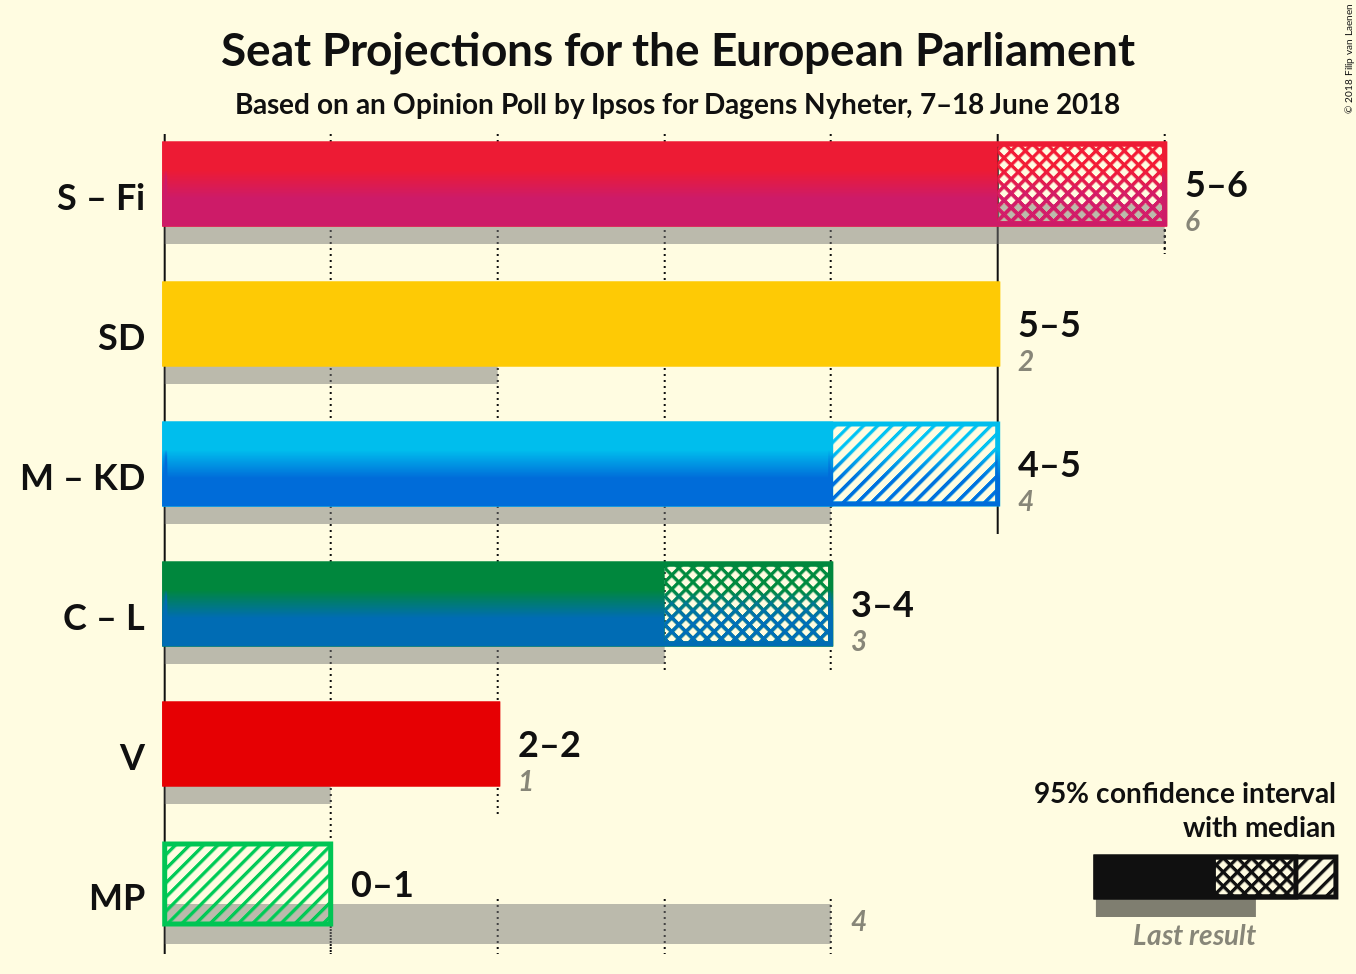 Seat Projections for the European Parliament
Based on an Opinion Poll by Ipsos for Dagens Nyheter, 7–18 June 2018
© 2018 Filip van Laenen
S – Fi
5–6
6
SD
5–5
2
M – KD
4–5
4
C – L
3–4
3
V
2–2
1
MP
0–1
4
95% confidence interval
with median
Last result